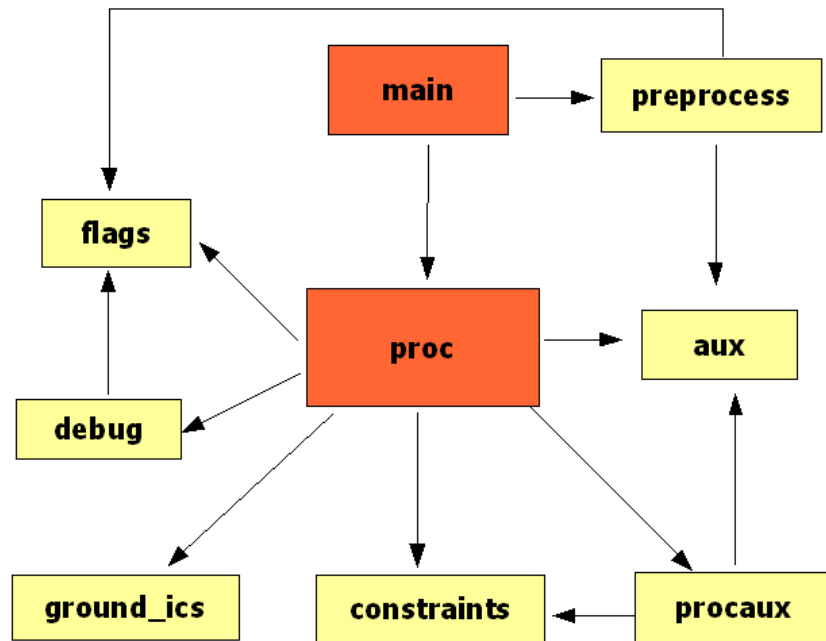 main
preprocess
flags
proc
aux
debug
ground_ics
constraints
procaux